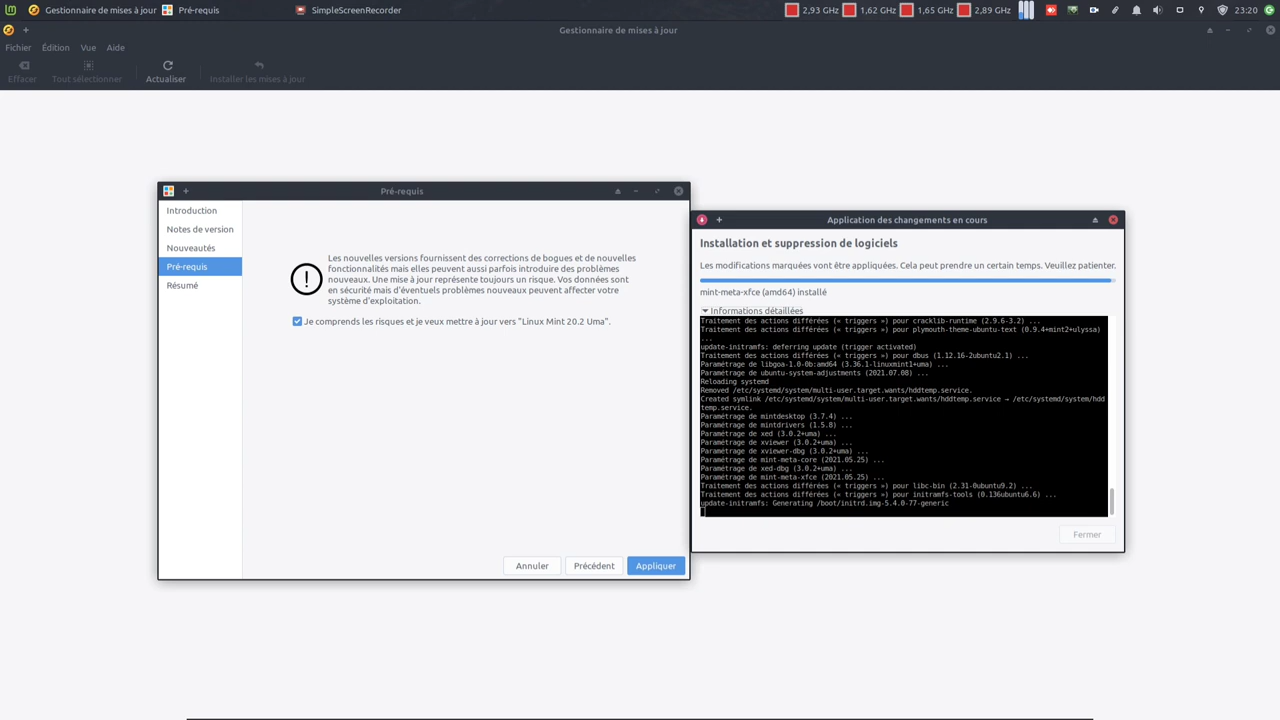 Gestionnaire de mises à jour
Pré-requis
SimpleScreenRecorder
2,93 GHz
1,62 GHz
1,65 GHz
2,89 GHz
23:20
Gestionnaire de mises à jour
Fichier Édition Vue Aide
Effacer
Tout sélectionner
Actualiser
Installer les mises à jour
Pré-requis
Introduction
Notes de version
Nouveautés
Pré-requis
Résumé
Les nouvelles versions fournissent des corrections de bogues et de nouvelles
fonctionnalités mais elles peuvent aussi parfois introduire des problèmes
nouveaux. Une mise à jour représente toujours un risque. Vos données sont
en sécurité mais d'éventuels problèmes nouveaux peuvent affecter votre
système d'exploitation.
Je comprends les risques et je veux mettre à jour vers "Linux Mint 20.2 Uma".
Annuler
Précédent
Appliquer
Application des changements en cours
Installation et suppression de logiciels
Les modifications marquées vont être appliquées. Cela peut prendre un certain temps. Veuillez patienter.
mint-meta-xfce (amd64) installé
Informations détaillées
Traitement des actions différées (« triggers ») pour cracklib-runtime (2.9.6-3.2) ...
Traitement des actions différées (« triggers ») pour plymouth-theme-ubuntu-text (0.9.4+mint2+ulyssa)
...
update-initramfs: deferring update (trigger activated)
Traitement des actions différées (« triggers ») pour dbus (1.12.16-2ubuntu2.1) ...
Paramétrage de libgoa-1.0-0b:amd64 (3.36.1-linuxmint1+uma) ...
Paramétrage de ubuntu-system-adjustments (2021.07.08) ...
Reloading systemd
Removed /etc/systemd/system/multi-user.target.wants/hddtemp.service.
Created symlink /etc/systemd/system/multi-user.target.wants/hddtemp.service → /etc/systemd/system/hdd
temp.service.
Paramétrage de mintdesktop (3.7.4) ...
Paramétrage de mintdrivers (1.5.8) ...
Paramétrage de xed (3.0.2+uma) ...
Paramétrage de xviewer (3.0.2+uma) ...
Paramétrage de xviewer-dbg (3.0.2+uma) ...
Paramétrage de mint-meta-core (2021.05.25) ...
Paramétrage de xed-dbg (3.0.2+uma) ...
Paramétrage de mint-meta-xfce (2021.05.25) ...
Traitement des actions différées (« triggers ») pour libc-bin (2.31-0ubuntu9.2) ...
Traitement des actions différées (« triggers ») pour initramfs-tools (0.136ubuntu6.6) ...
update-initramfs: Generating /boot/initrd.img-5.4.0-77-generic
Fermer